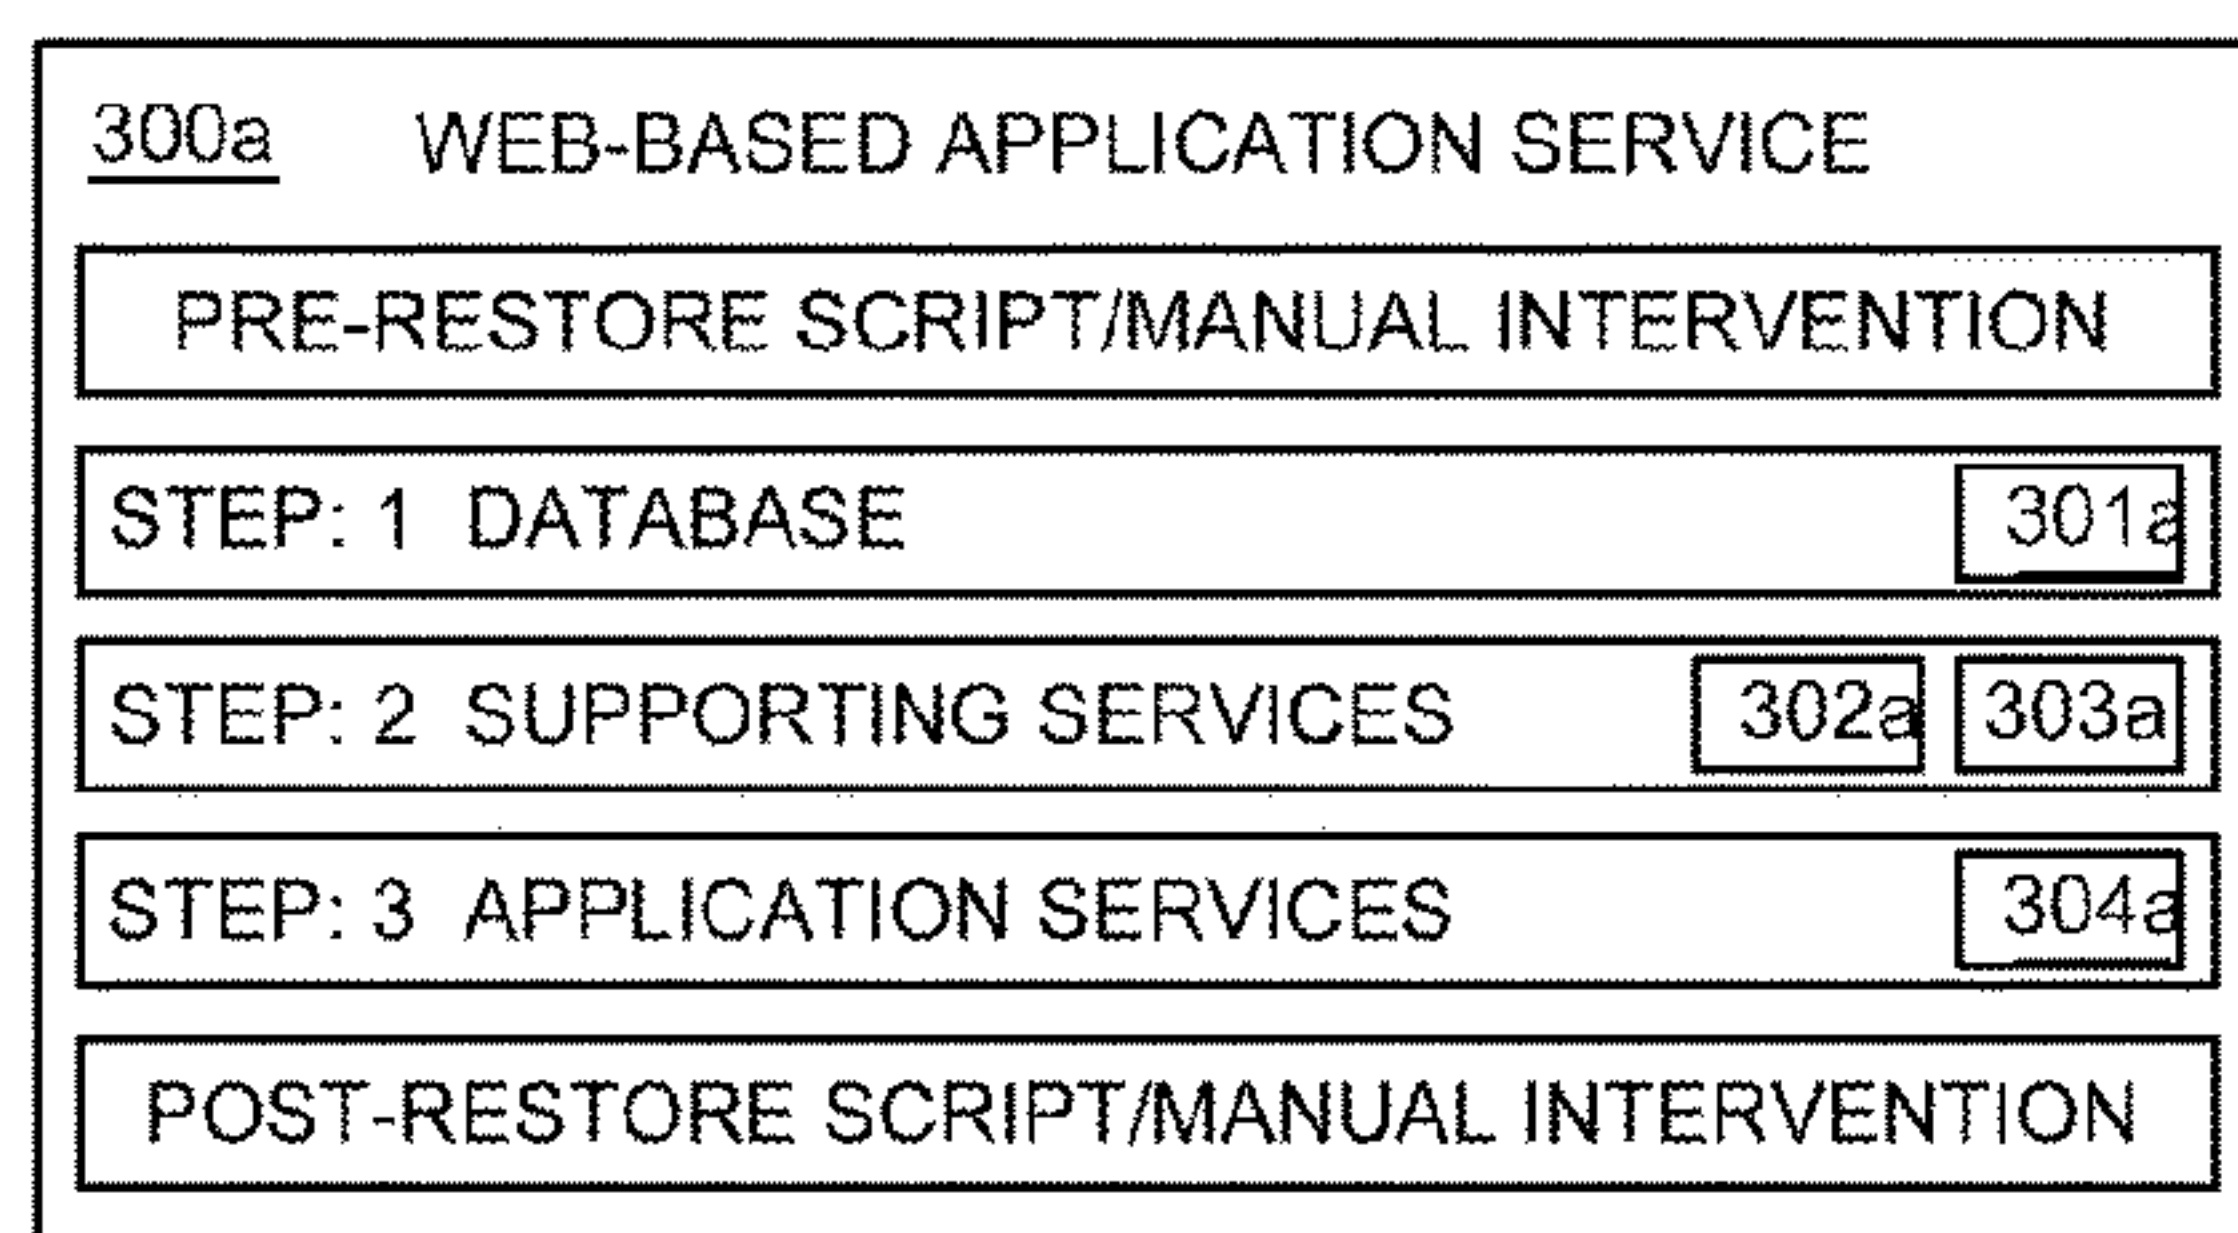 300a WEB-BASED APPLICATION SERVICE
PRE-RESTORE SCRIPT/MANUAL INTERVENTION
STEP: 1 DATABASE 301a
STEP: 2 SUPPORTING SERVICES 302a 303a
STEP: 3 APPLICATION SERVICES 304a
POST-RESTORE SCRIPT/MANUAL INTERVENTION